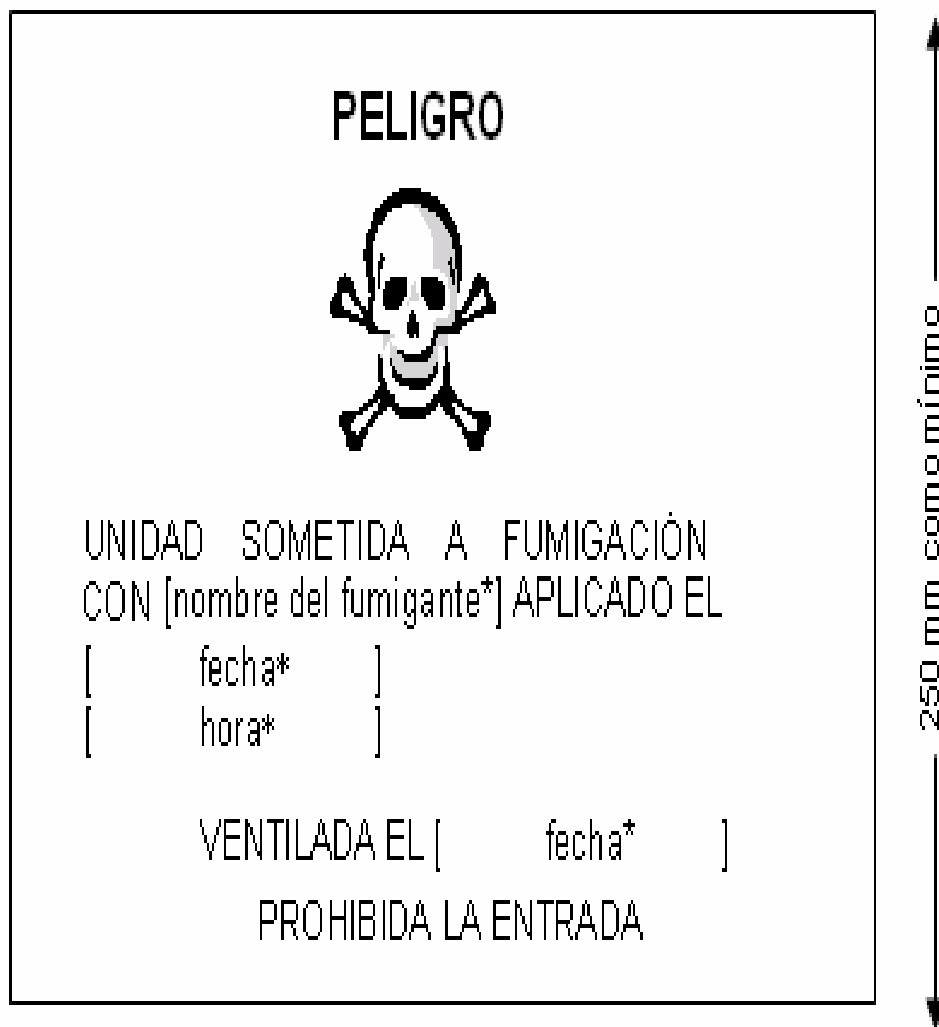 PELIGRO
UNIDAD SOMETIDA A FUMIGACIÓN
CON [nombre del fumigante*] APLICADO EL
[ fecha* ]
[ hora* ]
VENTILADA EL [ fecha* ]
PROHIBIDA LA ENTRADA
250 mm como mínimo